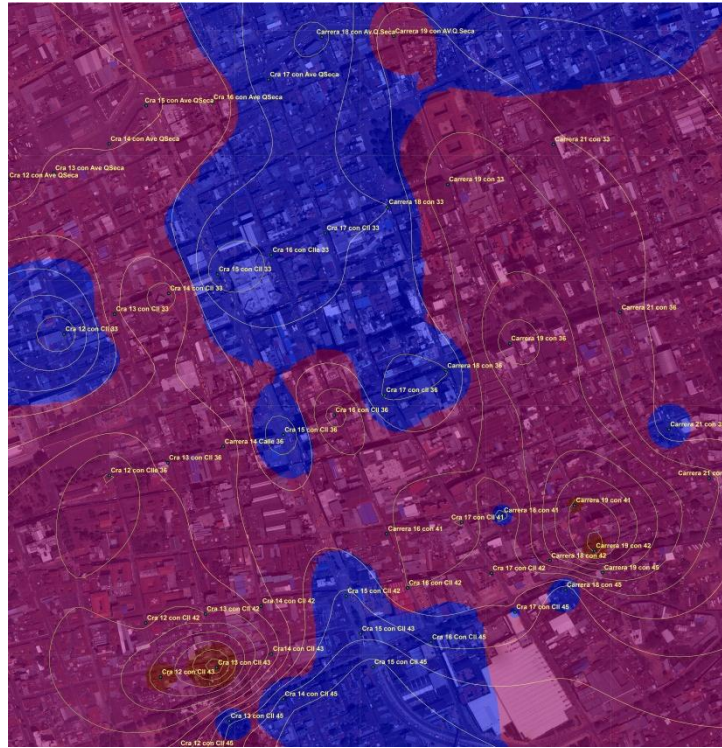 Carrera 18 con AV.Q.Seca
Carrera 19 con AV.Q.Seca
Cra 17 con Ave QSeca
Cra 15 con Ave QSeca
Cra 16 con Ave QSeca
Cra 14 con Ave QSeca
Carrera 21 con 33
Cra 13 con Ave QSeca
Cra 12 con Ave QSeca
Carrera 19 con 33
Carrera 18 con 33
Cra 17 con Cll 33
Cra 16 con Clle 33
Cra 15 con Cll 33
Cra 14 con Cll 33
Cra 13 con Cll 33
Carrera 21 con 36
Cra 12 con Cll 33
Carrera 19 con 36
Carrera 18 con 36
Cra 17 con cll 36
Cra 16 con Cll 36
Carrera 21 con
Cra 15 con Cll 36
Carrera 14 Calle 36
Cra 13 con Cll 36
Cra 12 con Clle 36
Carrera 21 con
Carrera 19 con 41
Carrera 18 con 41
Cra 17 con Cll 41
Carrera 16 con 41
Carrera 19 con 42
Carrera 18 con 42
Cra 17 con Cll 42
Carrera 19 con 45
Cra 16 con Cll 42
Carrera 18 con 45
Cra 15 con Cll 42
Cra 14 con Cll 42
Cra 13 con Cll 42
Cra 17 con Cll 45
Cra 12 con Cll 42
Cra 15 con Cll 43
Cra 16 Con Cll 45
Cra14 con Cll 43
Cra 15 con Cll 45
Cra 13 con Cll 43
Cra 12 con Cll 43
Cra 14 con Cll 45
Cra 13 con Cll 45
Cra 12 con Cll 45